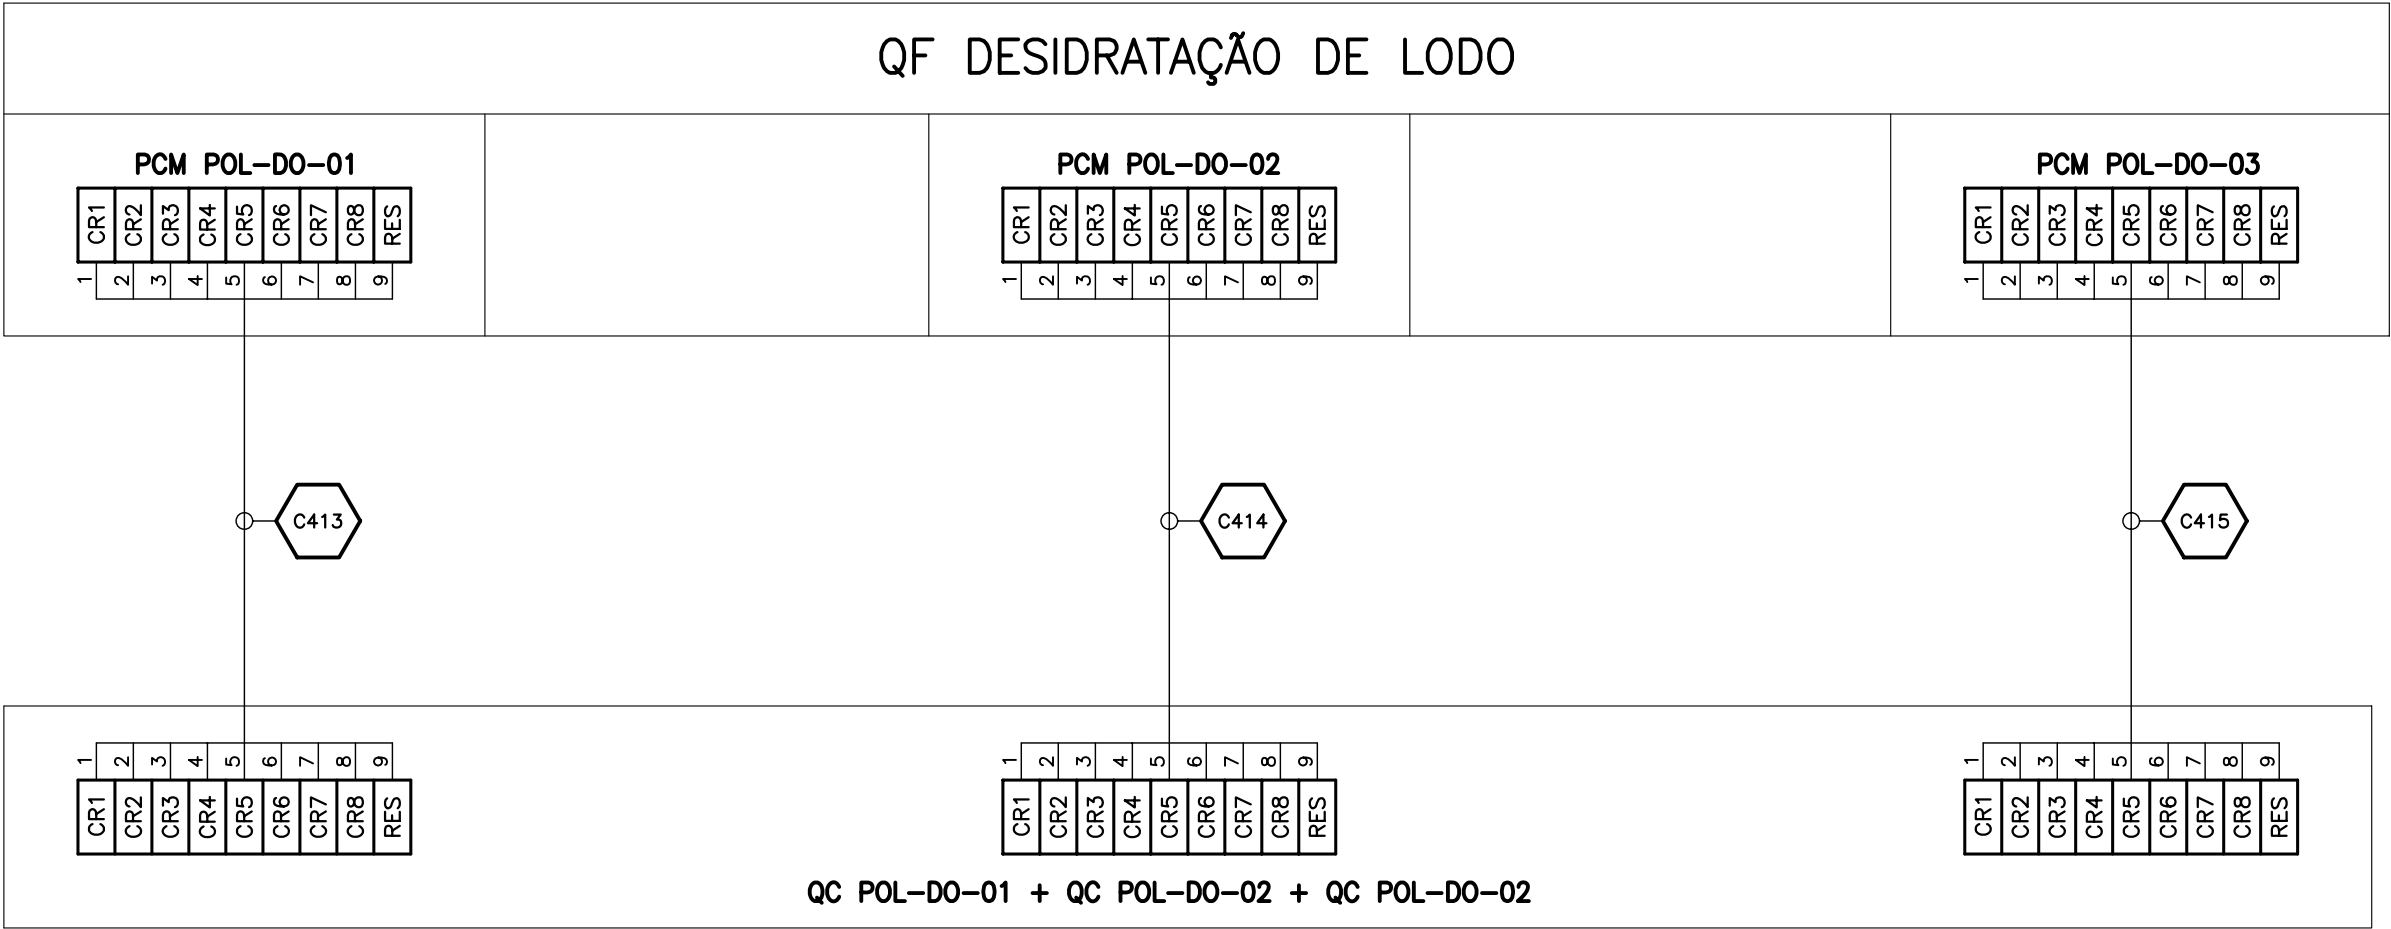 QF DESIDRATAÇÃO DE LODO
PCM POL-DO-01 PCM POL-DO-02 PCM POL-DO-03
CR1 CR2 CR3 CR4 CR5 CR6 CR7 CR8 RES CR1 CR2 CR3 CR4 CR5 CR6 CR7 CR8 RES CR1 CR2 CR3 CR4 CR5 CR6 CR7 CR8 RES
1 2 3 4 5 6 7 8 9 1 2 3 4 5 6 7 8 9 1 2 3 4 5 6 7 8 9
C413 C414 C415
1 2 3 4 5 6 7 8 9 1 2 3 4 5 6 7 8 9 1 2 3 4 5 6 7 8 9
CR1 CR2 CR3 CR4 CR5 CR6 CR7 CR8 RES CR1 CR2 CR3 CR4 CR5 CR6 CR7 CR8 RES CR1 CR2 CR3 CR4 CR5 CR6 CR7 CR8 RES
QC POL-DO-01 + QC POL-DO-02 + QC POL-DO-02